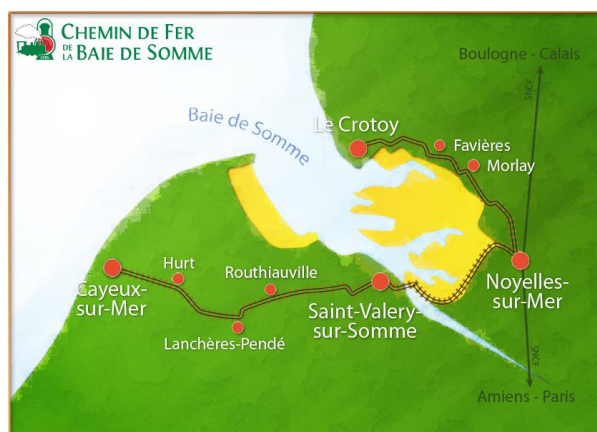 CHEMIN DE FER
DE LA BAIE DE SOMME
Boulogne - Calais
SNCF
Baie de Somme
Le Crotoy
Favières
Morlay
Hurt
Routhiauville
Cayeux-
sur-Mer
Saint-Valery-
sur-Somme
Noyelles-
sur-Mer
Lanchères-Pendé
SNCF
Amiens - Paris